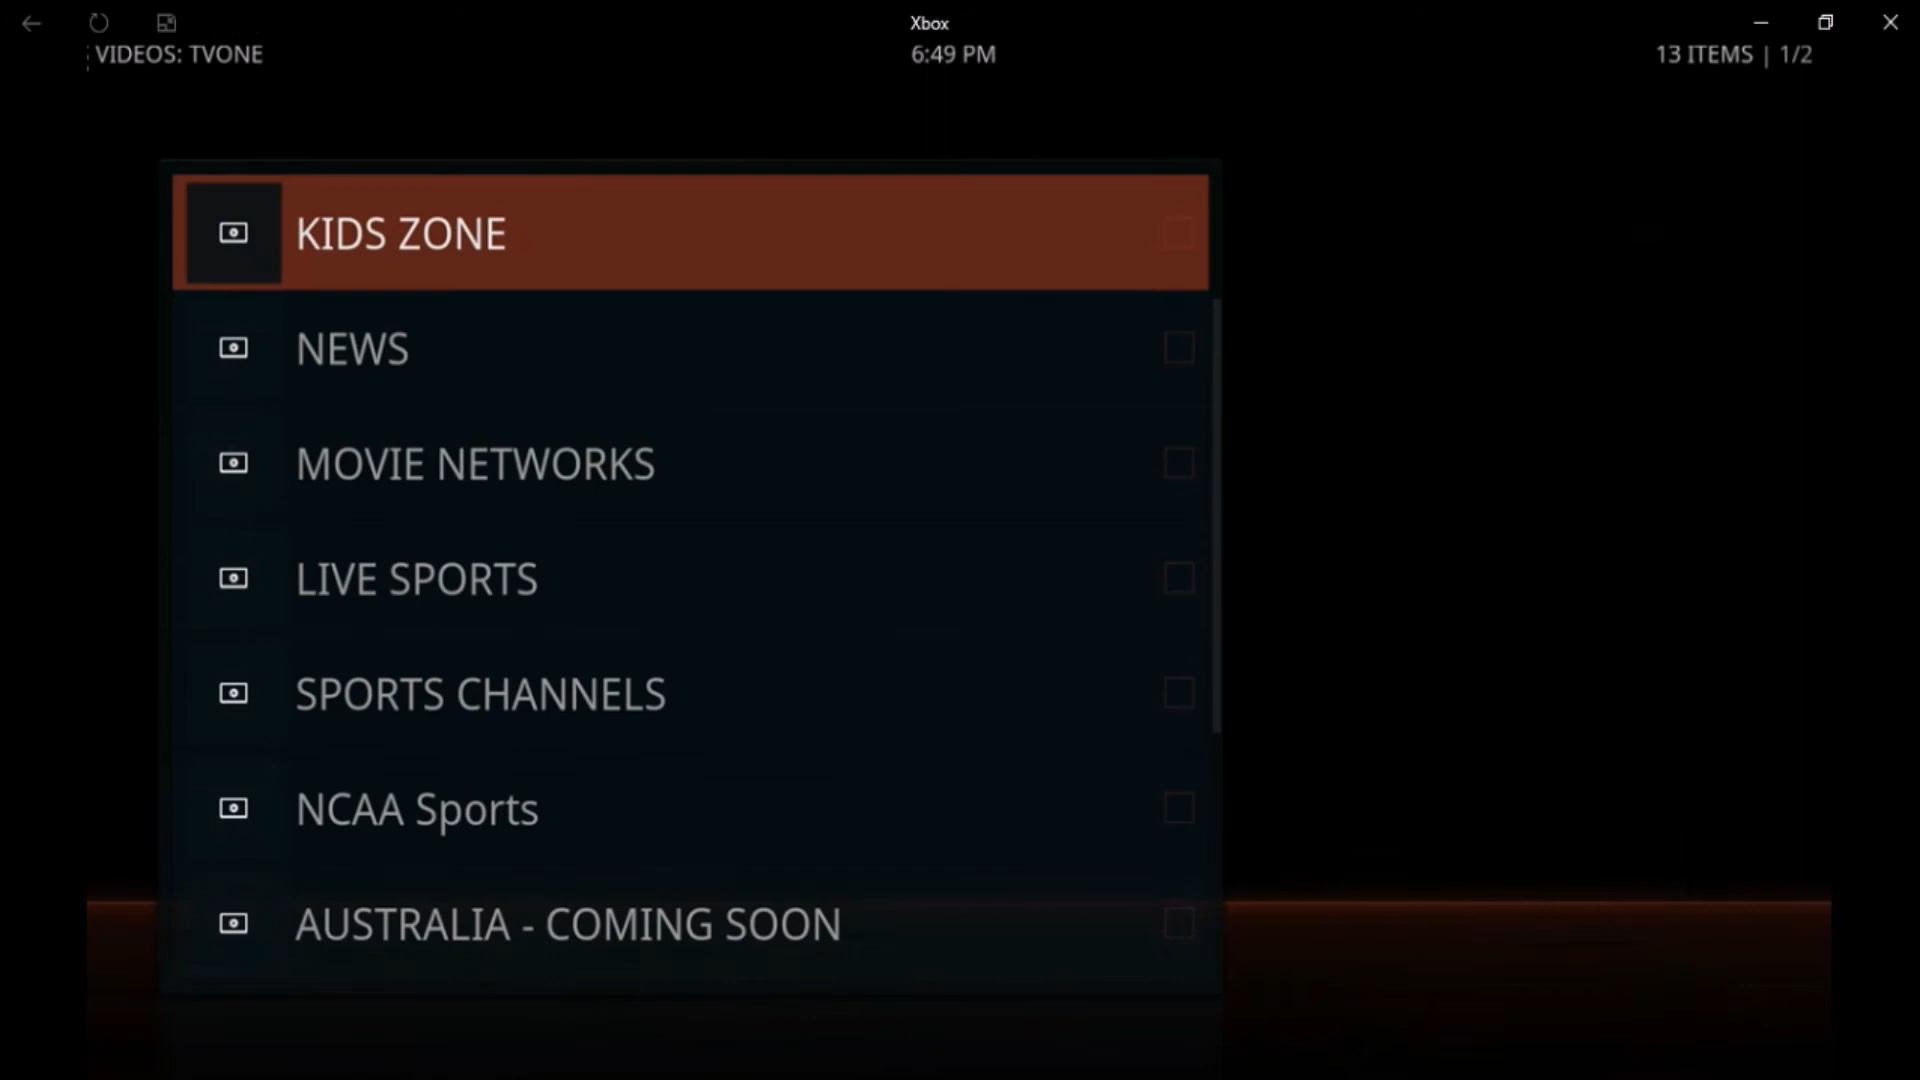 Xbox
VIDEOS: TVONE
6:49 PM
13 ITEMS | 1/2
KIDS ZONE
NEWS
MOVIE NETWORKS
LIVE SPORTS
SPORTS CHANNELS
NCAA Sports
AUSTRALIA - COMING SOON